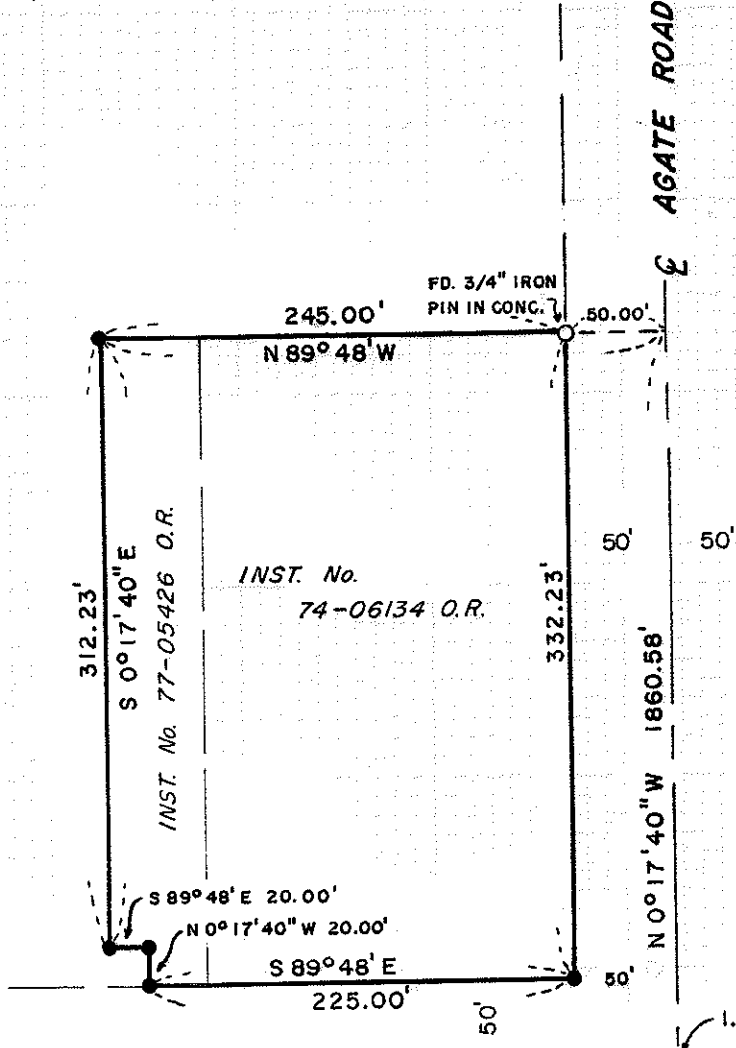 ℄ AGATE ROAD
FD. 3/4" IRON
PIN IN CONC.
50.00'
245.00'
N 89° 48' W
312.23'
S 0° 17' 40" E
INST. No. 77-05426 O.R.
INST. No.
74-06134 O.R.
332.23'
50'
50'
N 0° 17' 40" W 1860.58'
S 89° 48' E 20.00'
N 0° 17' 40" W 20.00'
S 89° 48' E
225.00'
50'
50'
1.